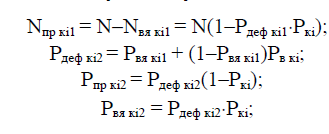 Nпр кі1 = N–Nвя кі1 = N(1–Pдеф кі1·Pкі);
Pдеф кі2 = Pвя кі1 + (1–Pвя кі1)Pв кі;
Pпр кі2 = Pдеф кі2(1–Pкі);
Pвя кі2 = Pдеф кі2·Pкі;